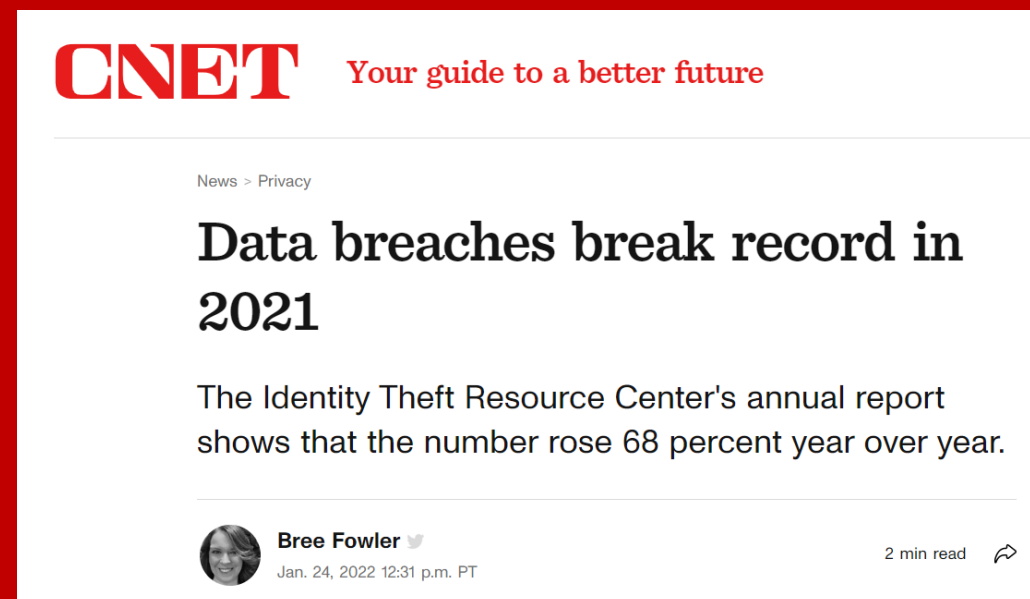 CNET Your guide to a better future
News > Privacy
Data breaches break record in
2021
The Identity Theft Resource Center's annual report
shows that the number rose 68 percent year over year.
Bree Fowler
Jan. 24, 2022 12:31 p.m. PT
2 min read